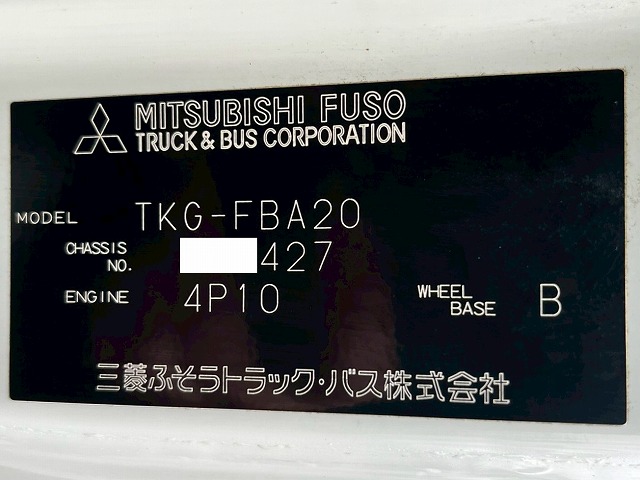 MITSUBISHI FUSO
TRUCK & BUS CORPORATION
MODEL TKG-FBA20
CHASSIS NO. 427
ENGINE 4P10 WHEEL BASE B
三菱ふそうトラック・バス株式会社